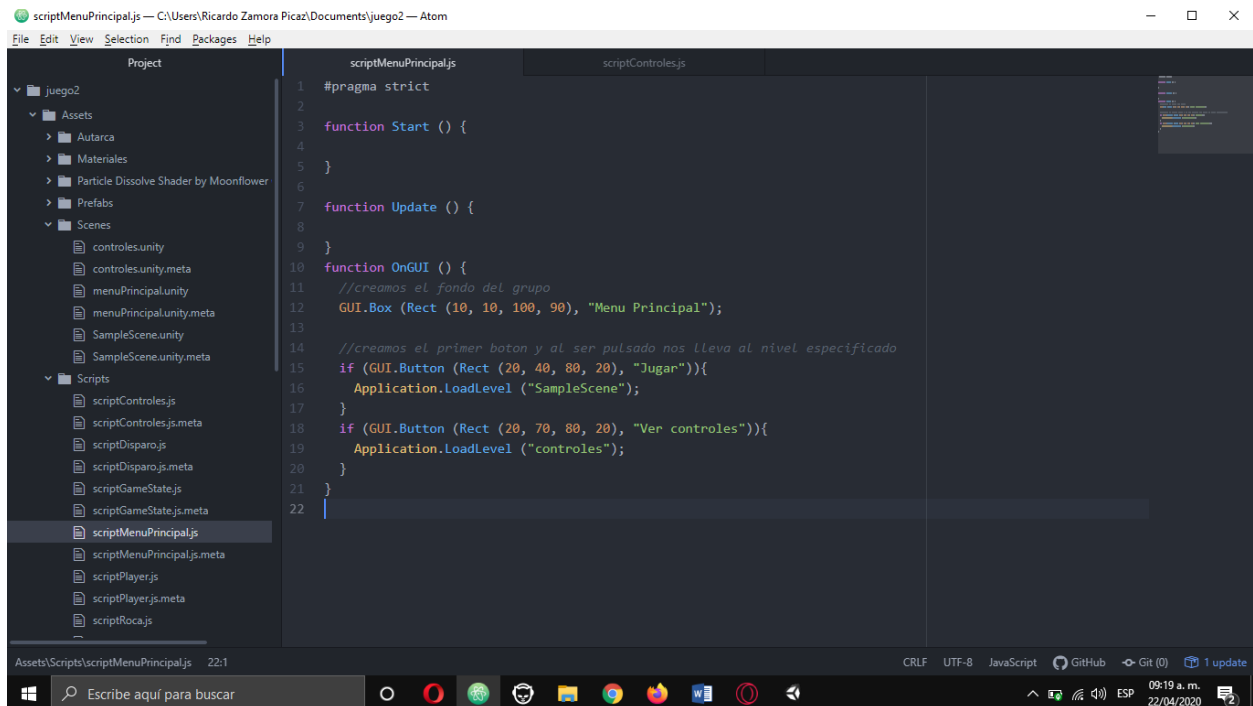 scriptMenuPrincipal.js — C:\Users\Ricardo Zamora Picaz\Documents\juego2 — Atom
File Edit View Selection Find Packages Help
Project
scriptMenuPrincipal.js
scriptControles.js
juego2
Assets
Autarca
Materiales
Particle Dissolve Shader by Moonflower
Prefabs
Scenes
controles.unity
controles.unity.meta
menuPrincipal.unity
menuPrincipal.unity.meta
SampleScene.unity
SampleScene.unity.meta
Scripts
scriptControles.js
scriptControles.js.meta
scriptDisparo.js
scriptDisparo.js.meta
scriptGameState.js
scriptGameState.js.meta
scriptMenuPrincipal.js
scriptMenuPrincipal.js.meta
scriptPlayer.js
scriptPlayer.js.meta
scriptRoca.js
1 #pragma strict
2
3 function Start () {
4
5 }
6
7 function Update () {
8
9 }
10 function OnGUI () {
11 //creamos el fondo del grupo
12 GUI.Box (Rect (10, 10, 100, 90), "Menu Principal");
13
14 //creamos el primer boton y al ser pulsado nos lleva al nivel especificado
15 if (GUI.Button (Rect (20, 40, 80, 20), "Jugar")){
16 Application.LoadLevel ("SampleScene");
17 }
18 if (GUI.Button (Rect (20, 70, 80, 20), "Ver controles")){
19 Application.LoadLevel ("controles");
20 }
21 }
22
Assets\Scripts\scriptMenuPrincipal.js 22:1
CRLF UTF-8 JavaScript GitHub Git (0) 1 update
Escribe aquí para buscar
ESP
09:19 a. m.
22/04/2020
2